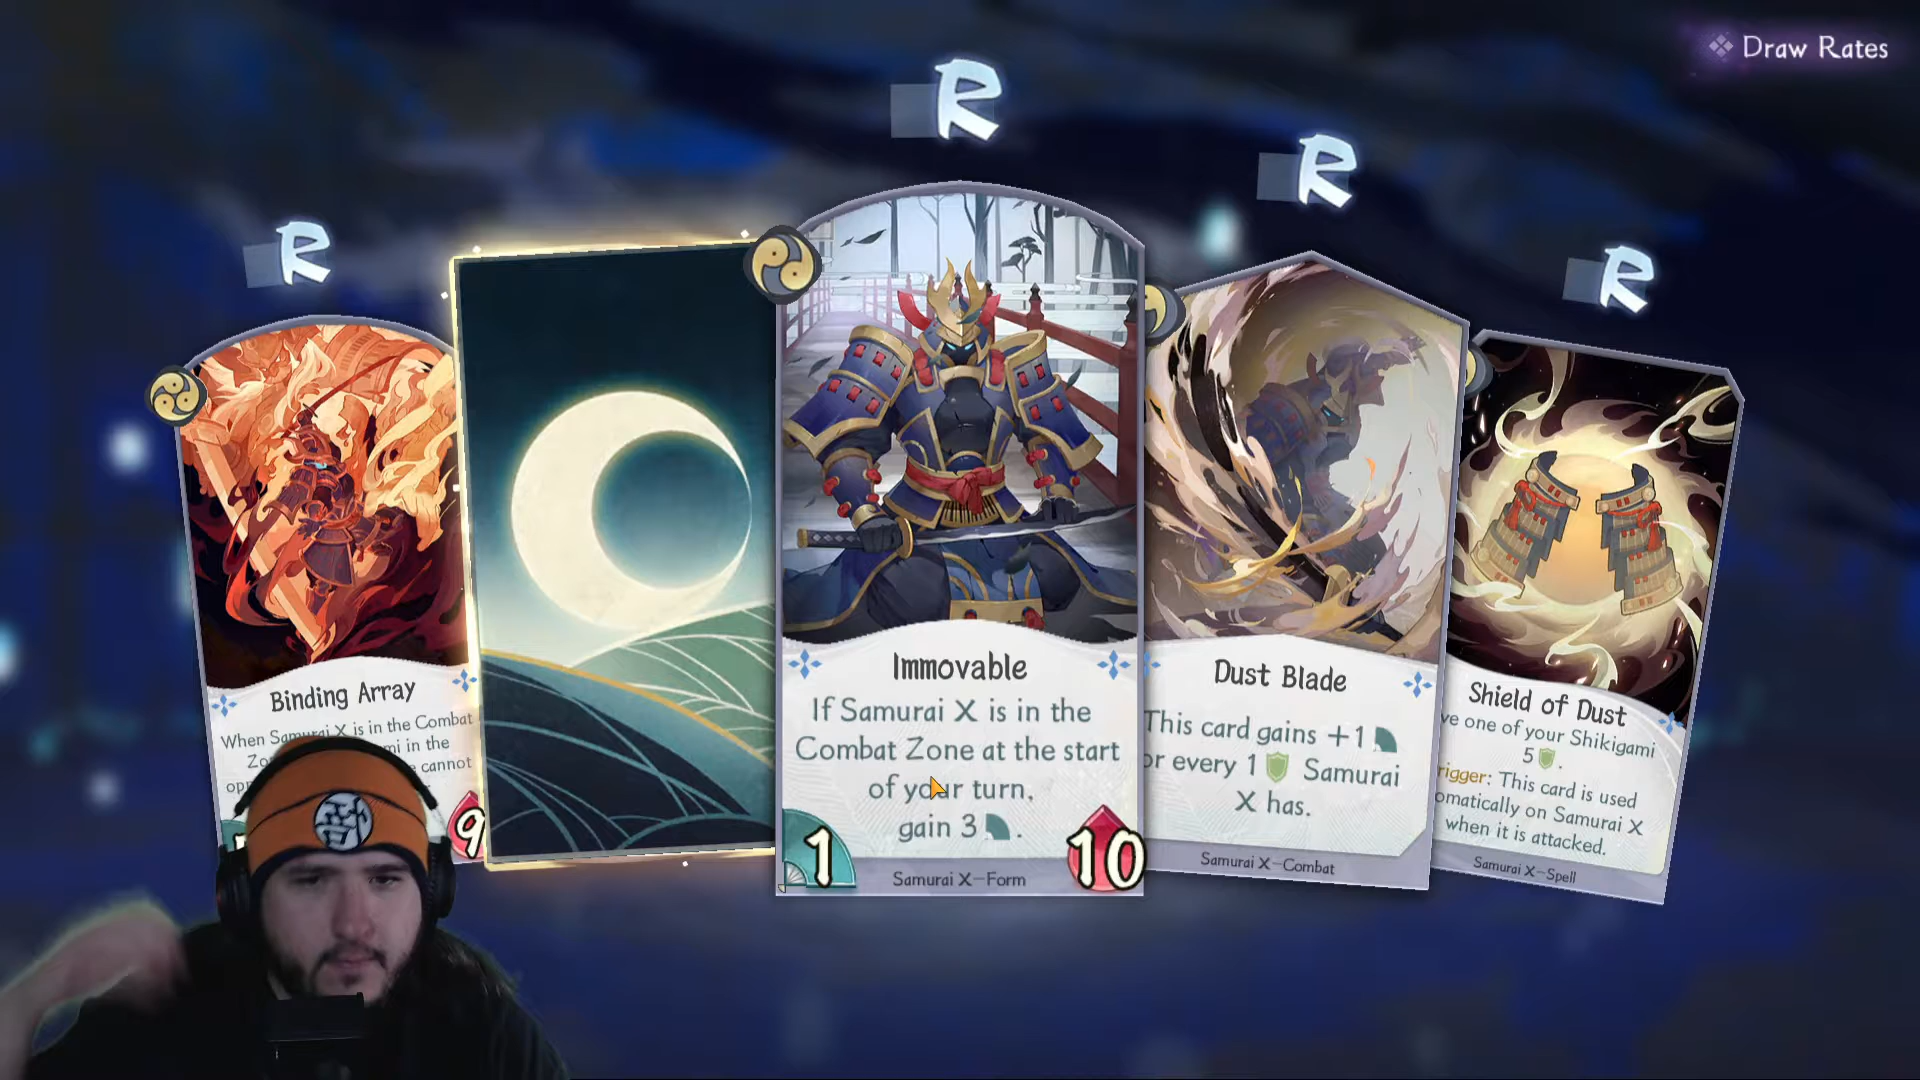 Draw Rates
R
R
R
R
Binding Array
When Samurai X is in the Combat
cannot
9
Immovable
If Samurai X is in the
Combat Zone at the start
of your turn,
gain 3 .
1
10
Samurai X—Form
Dust Blade
This card gains +1
or every 1 Samurai
X has.
Samurai X—Combat
Shield of Dust
ve one of your Shikigami
5 .
rigger: This card is used
omatically on Samurai X
when it is attacked.
Samurai X—Spell